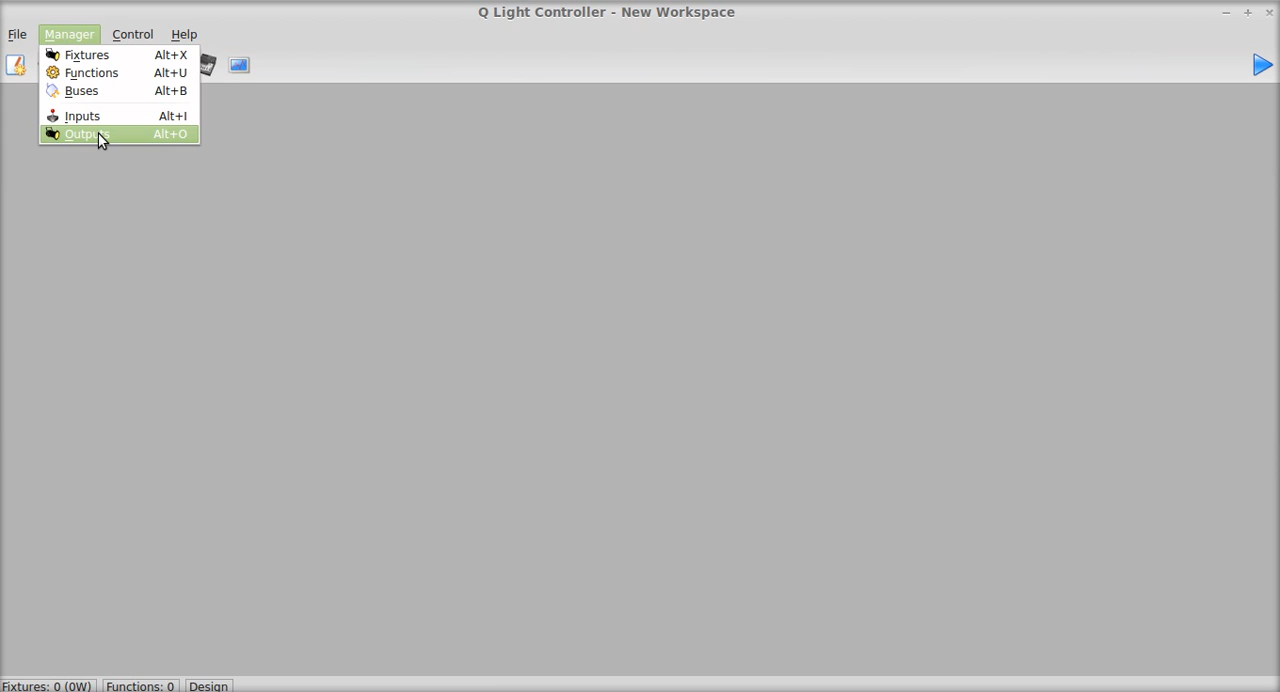 Q Light Controller - New Workspace
File Manager Control Help
Fixtures Alt+X
Functions Alt+U
Buses Alt+B
Inputs Alt+I
Outputs Alt+O
Fixtures: 0 (0W) Functions: 0 Design